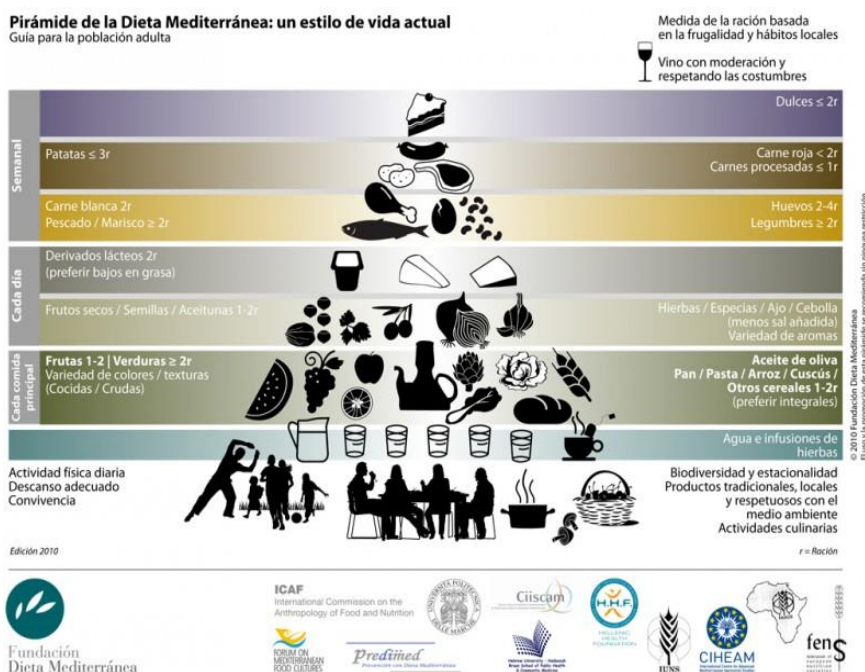 Pirámide de la Dieta Mediterránea: un estilo de vida actual
Guía para la población adulta
Medida de la ración basada
en la frugalidad y hábitos locales
Vino con moderación y
respetando las costumbres
Semanal
Dulces ≤ 2r
Patatas ≤ 3r
Carne roja < 2r
Carnes procesadas ≤ 1r
Carne blanca 2r
Pescado / Marisco ≥ 2r
Huevos 2-4r
Legumbres ≥ 2r
Cada día
Derivados lácteos 2r
(preferir bajos en grasa)
Frutos secos / Semillas / Aceitunas 1-2r
Hierbas / Especias / Ajo / Cebolla
(menos sal añadida)
Variedad de aromas
Cada comida
principal
Frutas 1-2 | Verduras ≥ 2r
Variedad de colores / texturas
(Cocidas / Crudas)
Aceite de oliva
Pan / Pasta / Arroz / Cuscús /
Otros cereales 1-2r
(preferir integrales)
Agua e infusiones de
hierbas
Actividad física diaria
Descanso adecuado
Convivencia
Biodiversidad y estacionalidad
Productos tradicionales, locales
y respetuosos con el
medio ambiente
Actividades culinarias
© 2010 Fundación Dieta Mediterránea
Edición 2010
r = Ración
Fundación
Dieta Mediterránea
ICAF
International Commission on the
Anthropology of Food and Nutrition
FORUM ON
MEDITERRANEAN
FOOD CULTURES
Predimed
Ciiscam
H.H.F.
HELLENIC
HEALTH
FOUNDATION
IUNS
CIHEAM
fens